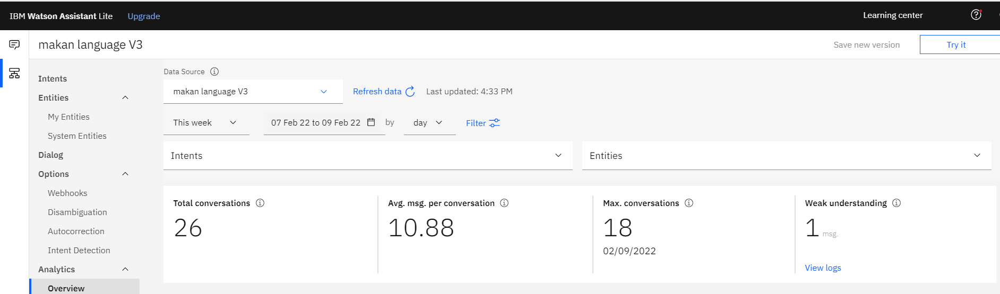 IBM Watson Assistant Lite Upgrade Learning center
makan language V3 Save new version Try it
Intents
Entities
My Entities
System Entities
Dialog
Options
Webhooks
Disambiguation
Autocorrection
Intent Detection
Analytics
Overview
Data Source
makan language V3 Refresh data Last updated: 4:33 PM
This week 07 Feb 22 to 09 Feb 22 by day Filter
Intents Entities
Total conversations
26
Avg. msg. per conversation
10.88
Max. conversations
18
02/09/2022
Weak understanding
1 msg.
View logs